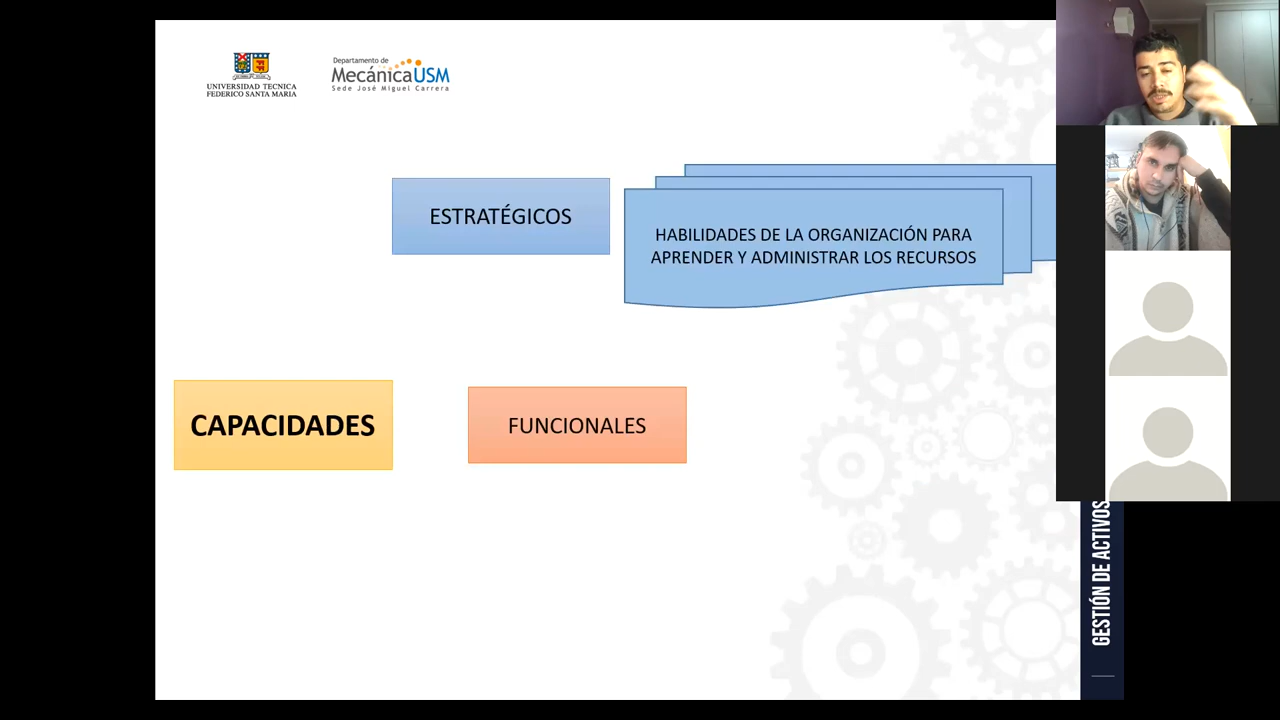 UNIVERSIDAD TECNICA
FEDERICO SANTA MARIA
Departamento de
MecánicaUSM
Sede José Miguel Carrera
ESTRATÉGICOS
HABILIDADES DE LA ORGANIZACIÓN PARA
APRENDER Y ADMINISTRAR LOS RECURSOS
CAPACIDADES
FUNCIONALES
GESTIÓN DE ACTIVOS